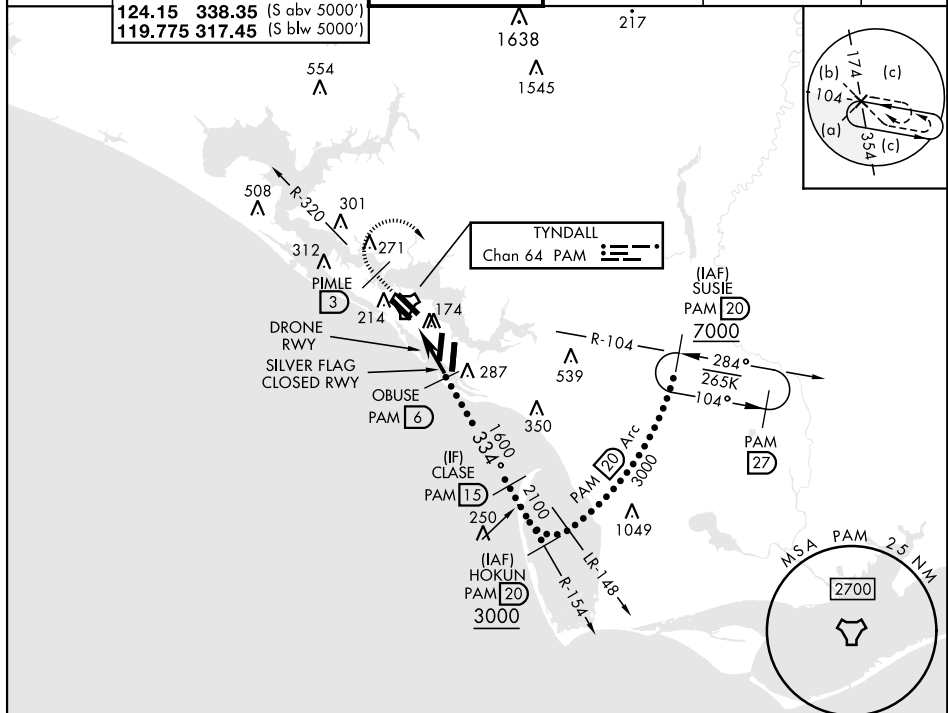 124.15 338.35 (S abv 5000')
119.775 317.45 (S blw 5000')
1638
217
554
1545
174
(b)
(c)
104
(a)
(c)
354
508
R-320
301
271
312
TYNDALL
Chan 64 PAM
PIMLE
3
214
174
(IAF)
SUSIE
PAM 20
7000
DRONE
RWY
R-104
284°
265K
104°
SILVER FLAG
CLOSED RWY
287
539
OBUSE
PAM 6
350
PAM
27
1600
334°
PAM 20 Arc
3000
(IF)
CLASE
PAM 15
2100
250
1049
(IAF)
HOKUN
PAM 20
3000
LR-148
R-154
MSA PAM 25 NM
2700